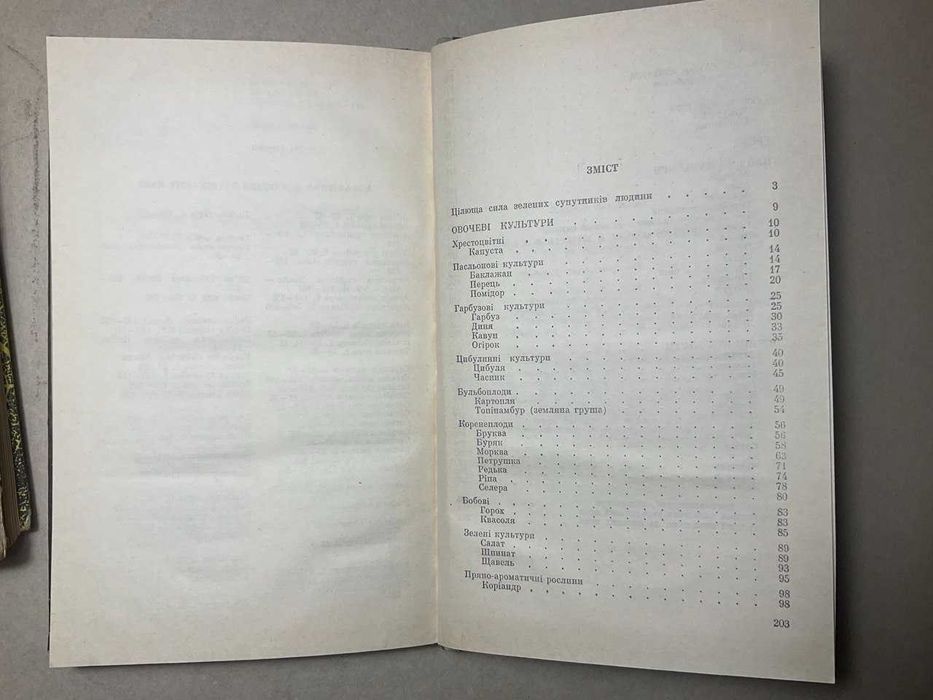 ЗМІСТ
Цілюща сила зелених супутників людини . . . . 3
ОВОЧЕВІ КУЛЬТУРИ 9
Хрестоцвітні 10
Капуста 10
Пасльонові культури 14
Баклажан 14
Перець 17
Помідор 20
Гарбузові культури 25
Гарбуз 25
Диня 30
Кавун 33
Огірок 35
Цибулинні культури 40
Цибуля 40
Часник 45
Бульбоплоди 49
Картопля 49
Топінамбур (земляна груша) 54
Коренеплоди 56
Бруква 56
Буряк 58
Морква 63
Петрушка 71
Редька 74
Ріпа 78
Селера 80
Бобові 83
Горох 83
Квасоля 85
Зелені культури 89
Салат 89
Шпинат 93
Щавель 95
Пряно-ароматичні рослини 98
Коріандр 98
203